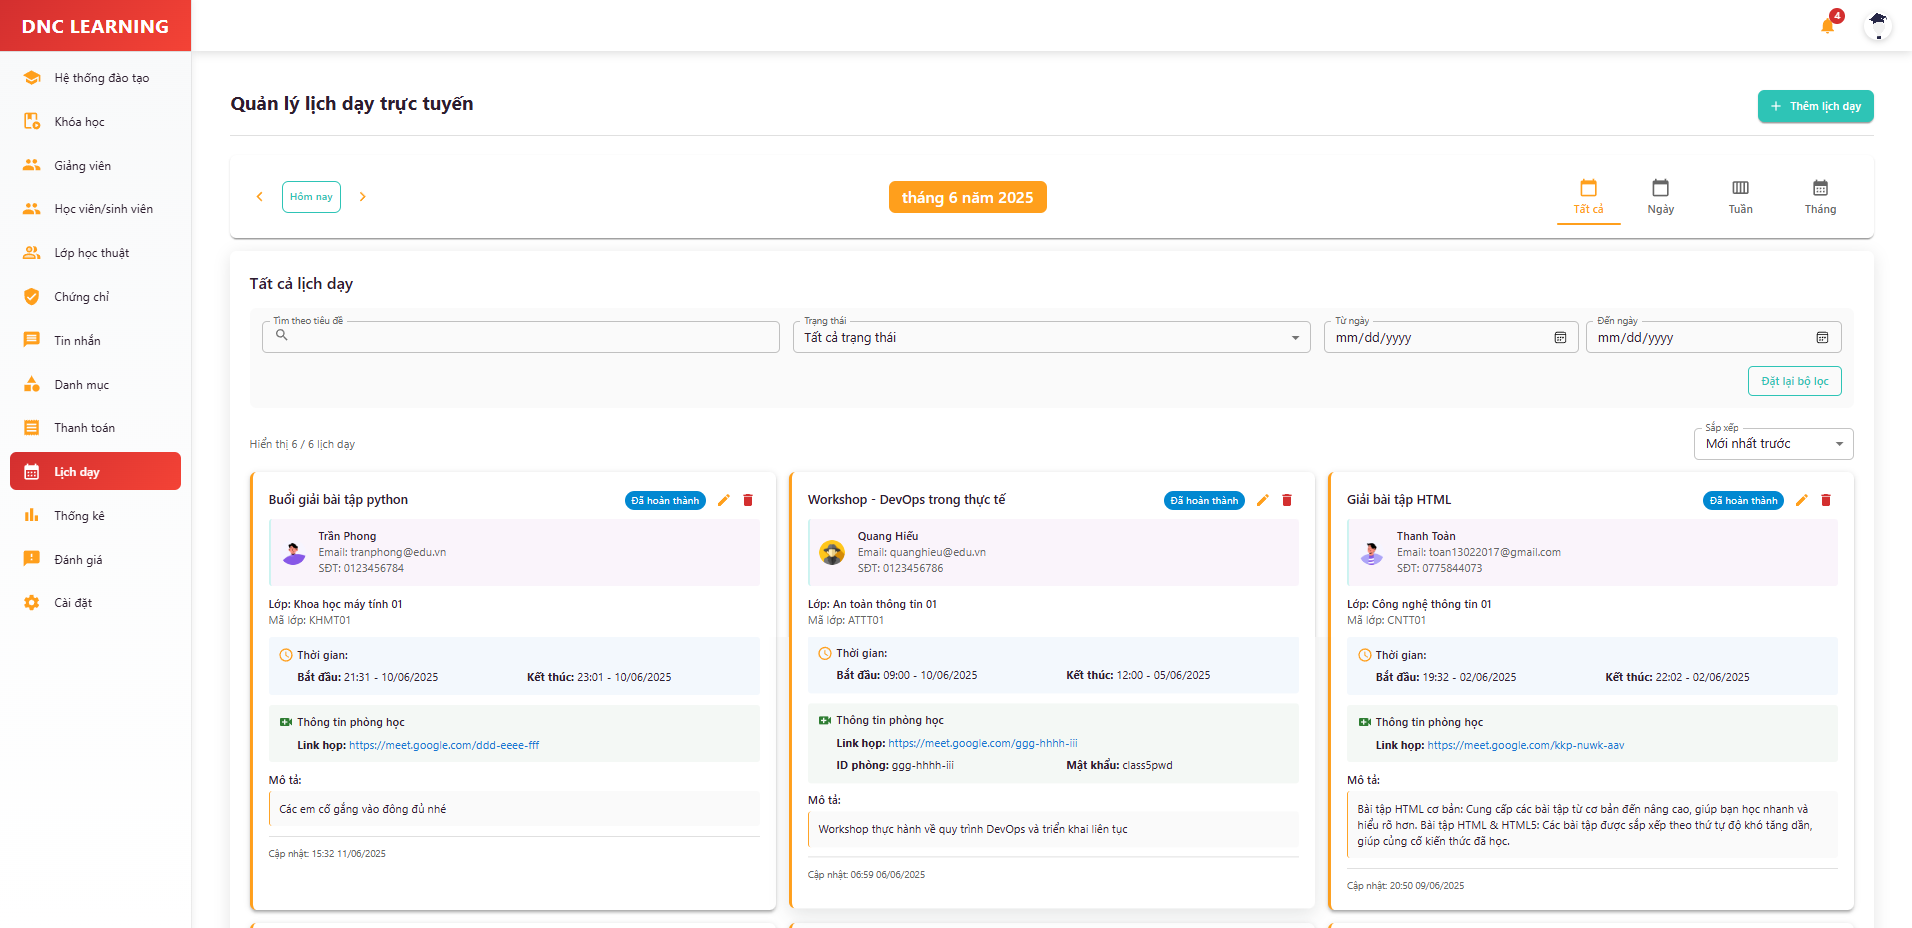 DNC LEARNING
4
Hệ thống đào tạo
Khóa học
Giảng viên
Học viên/sinh viên
Lớp học thuật
Chứng chỉ
Tin nhắn
Danh mục
Thanh toán
Lịch dạy
Thống kê
Đánh giá
Cài đặt
Quản lý lịch dạy trực tuyến
+ Thêm lịch dạy
Hôm nay
tháng 6 năm 2025
Tất cả
Ngày
Tuần
Tháng
Tất cả lịch dạy
Tìm theo tiêu đề
Trạng thái
Tất cả trạng thái
Từ ngày
mm/dd/yyyy
Đến ngày
mm/dd/yyyy
Đặt lại bộ lọc
Hiển thị 6 / 6 lịch dạy
Sắp xếp
Mới nhất trước
Buổi giải bài tập python
Đã hoàn thành
Trần Phong
Email: tranphong@edu.vn
SĐT: 0123456784
Lớp: Khoa học máy tính 01
Mã lớp: KHMT01
Thời gian:
Bắt đầu: 21:31 - 10/06/2025 Kết thúc: 23:01 - 10/06/2025
Thông tin phòng học
Link họp: https://meet.google.com/ddd-eeee-fff
Mô tả:
Các em cố gắng vào đông đủ nhé
Cập nhật: 15:32 11/06/2025
Workshop - DevOps trong thực tế
Đã hoàn thành
Quang Hiếu
Email: quanghieu@edu.vn
SĐT: 0123456786
Lớp: An toàn thông tin 01
Mã lớp: ATTT01
Thời gian:
Bắt đầu: 09:00 - 10/06/2025 Kết thúc: 12:00 - 05/06/2025
Thông tin phòng học
Link họp: https://meet.google.com/ggg-hhhh-iii
ID phòng: ggg-hhhh-iii Mật khẩu: class5pwd
Mô tả:
Workshop thực hành về quy trình DevOps và triển khai liên tục
Cập nhật: 06:59 06/06/2025
Giải bài tập HTML
Đã hoàn thành
Thanh Toàn
Email: toan13022017@gmail.com
SĐT: 0775844073
Lớp: Công nghệ thông tin 01
Mã lớp: CNTT01
Thời gian:
Bắt đầu: 19:32 - 02/06/2025 Kết thúc: 22:02 - 02/06/2025
Thông tin phòng học
Link họp: https://meet.google.com/kkp-nuwk-aav
Mô tả:
Bài tập HTML cơ bản: Cung cấp các bài tập từ cơ bản đến nâng cao, giúp bạn học nhanh và
hiểu rõ hơn. Bài tập HTML & HTML5: Các bài tập được sắp xếp theo thứ tự độ khó tăng dần,
giúp củng cố kiến thức đã học.
Cập nhật: 20:50 09/06/2025